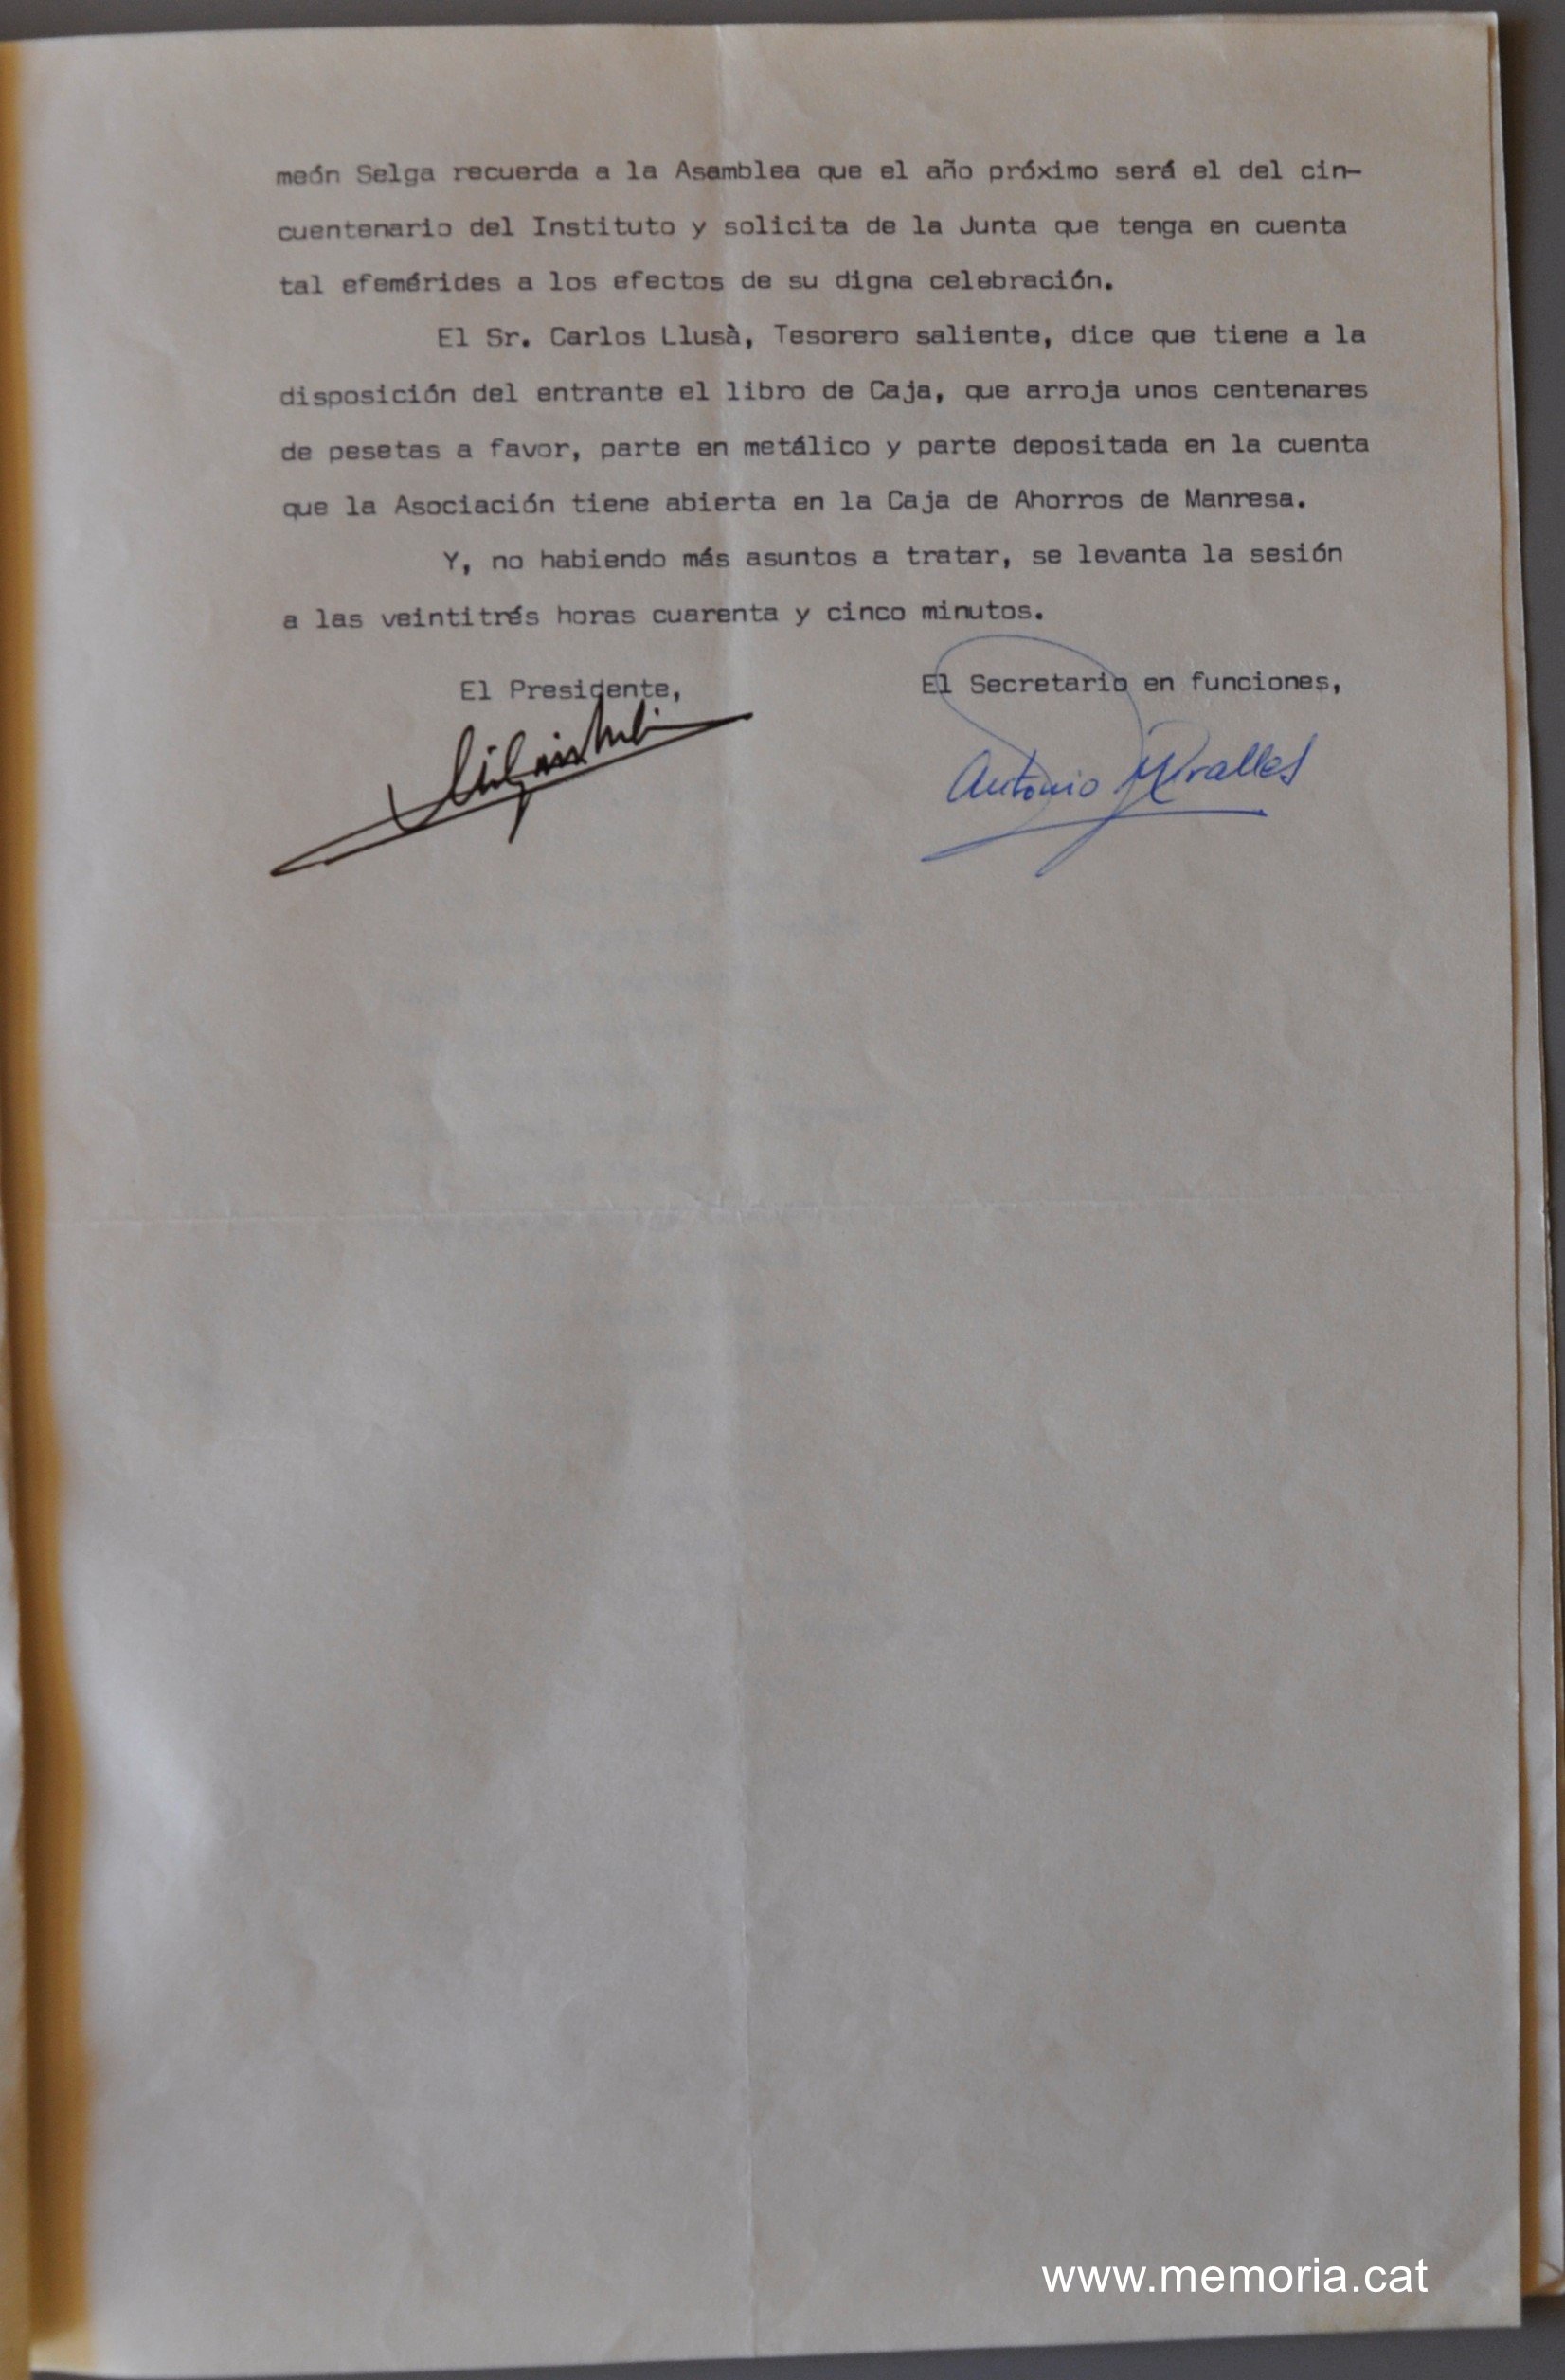 meón Selga recuerda a la Asamblea que el año próximo será el del cin-
cuentenario del Instituto y solicita de la Junta que tenga en cuenta
tal efemérides a los efectos de su digna celebración.
El Sr. Carlos Llusà, Tesorero saliente, dice que tiene a la
disposición del entrante el libro de Caja, que arroja unos centenares
de pesetas a favor, parte en metálico y parte depositada en la cuenta
que la Asociación tiene abierta en la Caja de Ahorros de Manresa.
Y, no habiendo más asuntos a tratar, se levanta la sesión
a las veintitrés horas cuarenta y cinco minutos.
El Presidente,
El Secretario en funciones,
Antonio Miralles
www.memoria.cat